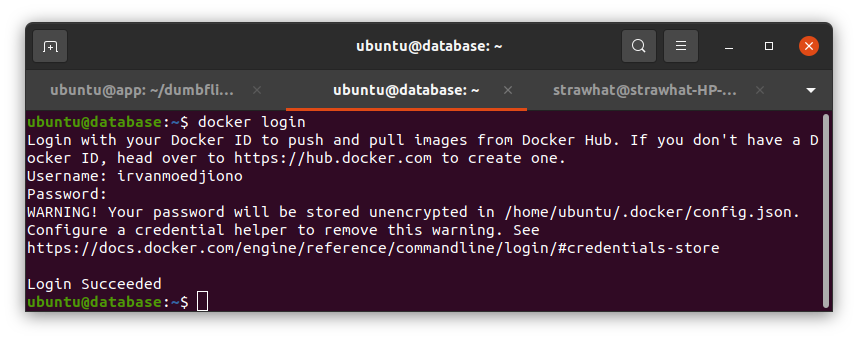 ubuntu@database: ~
ubuntu@app: ~/dumbfli...
ubuntu@database: ~
strawhat@strawhat-HP-...
ubuntu@database:~$ docker login
Login with your Docker ID to push and pull images from Docker Hub. If you don't have a D
ocker ID, head over to https://hub.docker.com to create one.
Username: irvanmoedjiono
Password:
WARNING! Your password will be stored unencrypted in /home/ubuntu/.docker/config.json.
Configure a credential helper to remove this warning. See
https://docs.docker.com/engine/reference/commandline/login/#credentials-store
Login Succeeded
ubuntu@database:~$